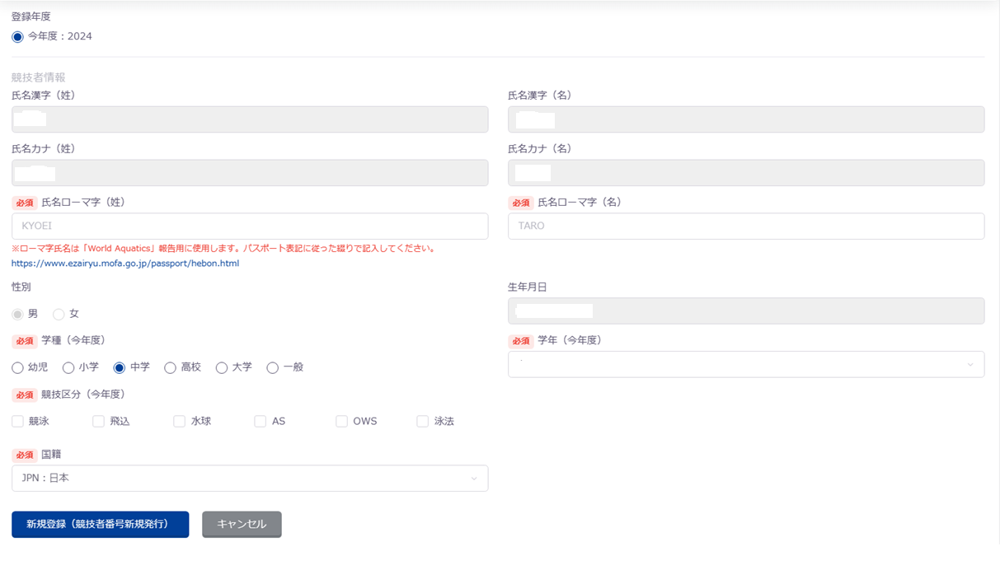 登録年度
今年度：2024
競技者情報
氏名漢字（姓） 氏名漢字（名）
氏名カナ（姓） 氏名カナ（名）
必須 氏名ローマ字（姓） 必須 氏名ローマ字（名）
KYOEI TARO
※ローマ字氏名は「World Aquatics」報告用に使用します。パスポート表記に従った綴りで記入してください。
https://www.ezairyu.mofa.go.jp/passport/hebon.html
性別 生年月日
男 女
必須 学種（今年度） 必須 学年（今年度）
幼児 小学 中学 高校 大学 一般
必須 競技区分（今年度）
競泳 飛込 水球 AS OWS 泳法
必須 国籍
JPN：日本
新規登録（競技者番号新規発行） キャンセル